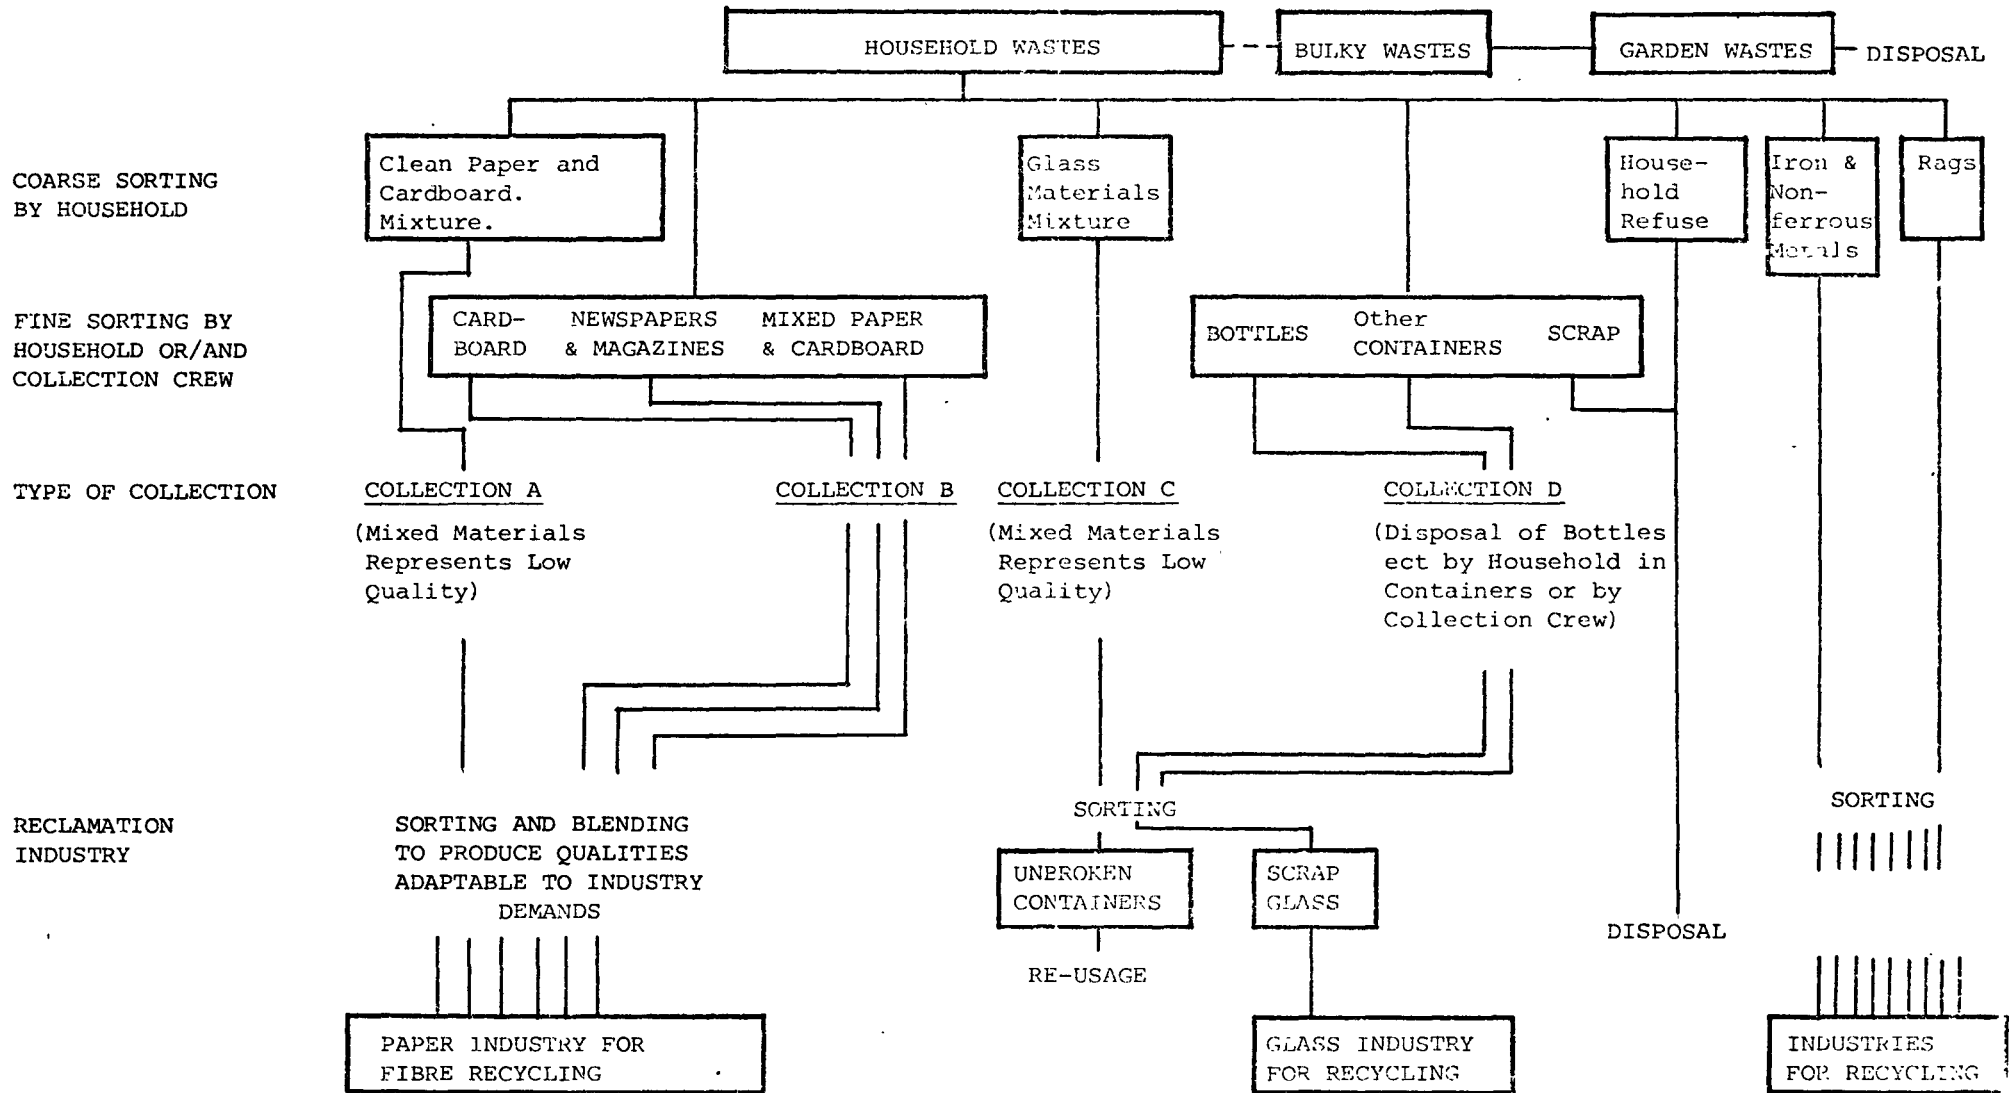 HOUSEHOLD WASTES
BULKY WASTES
GARDEN WASTES
DISPOSAL
COARSE SORTING
BY HOUSEHOLD
Clean Paper and
Cardboard.
Mixture.
Glass
Materials
Mixture
House-
hold
Refuse
Iron &
Non-
ferrous
Metals
Rags
FINE SORTING BY
HOUSEHOLD OR/AND
COLLECTION CREW
CARD-
BOARD
NEWSPAPERS
& MAGAZINES
MIXED PAPER
& CARDBOARD
BOTTLES
Other
CONTAINERS
SCRAP
TYPE OF COLLECTION
COLLECTION A
(Mixed Materials
Represents Low
Quality)
COLLECTION B
COLLECTION C
(Mixed Materials
Represents Low
Quality)
COLLECTION D
(Disposal of Bottles
ect by Household in
Containers or by
Collection Crew)
RECLAMATION
INDUSTRY
SORTING AND BLENDING
TO PRODUCE QUALITIES
ADAPTABLE TO INDUSTRY
DEMANDS
SORTING
SORTING
UNBROKEN
CONTAINERS
SCRAP
GLASS
DISPOSAL
RE-USAGE
PAPER INDUSTRY FOR
FIBRE RECYCLING
GLASS INDUSTRY
FOR RECYCLING
INDUSTRIES
FOR RECYCLING